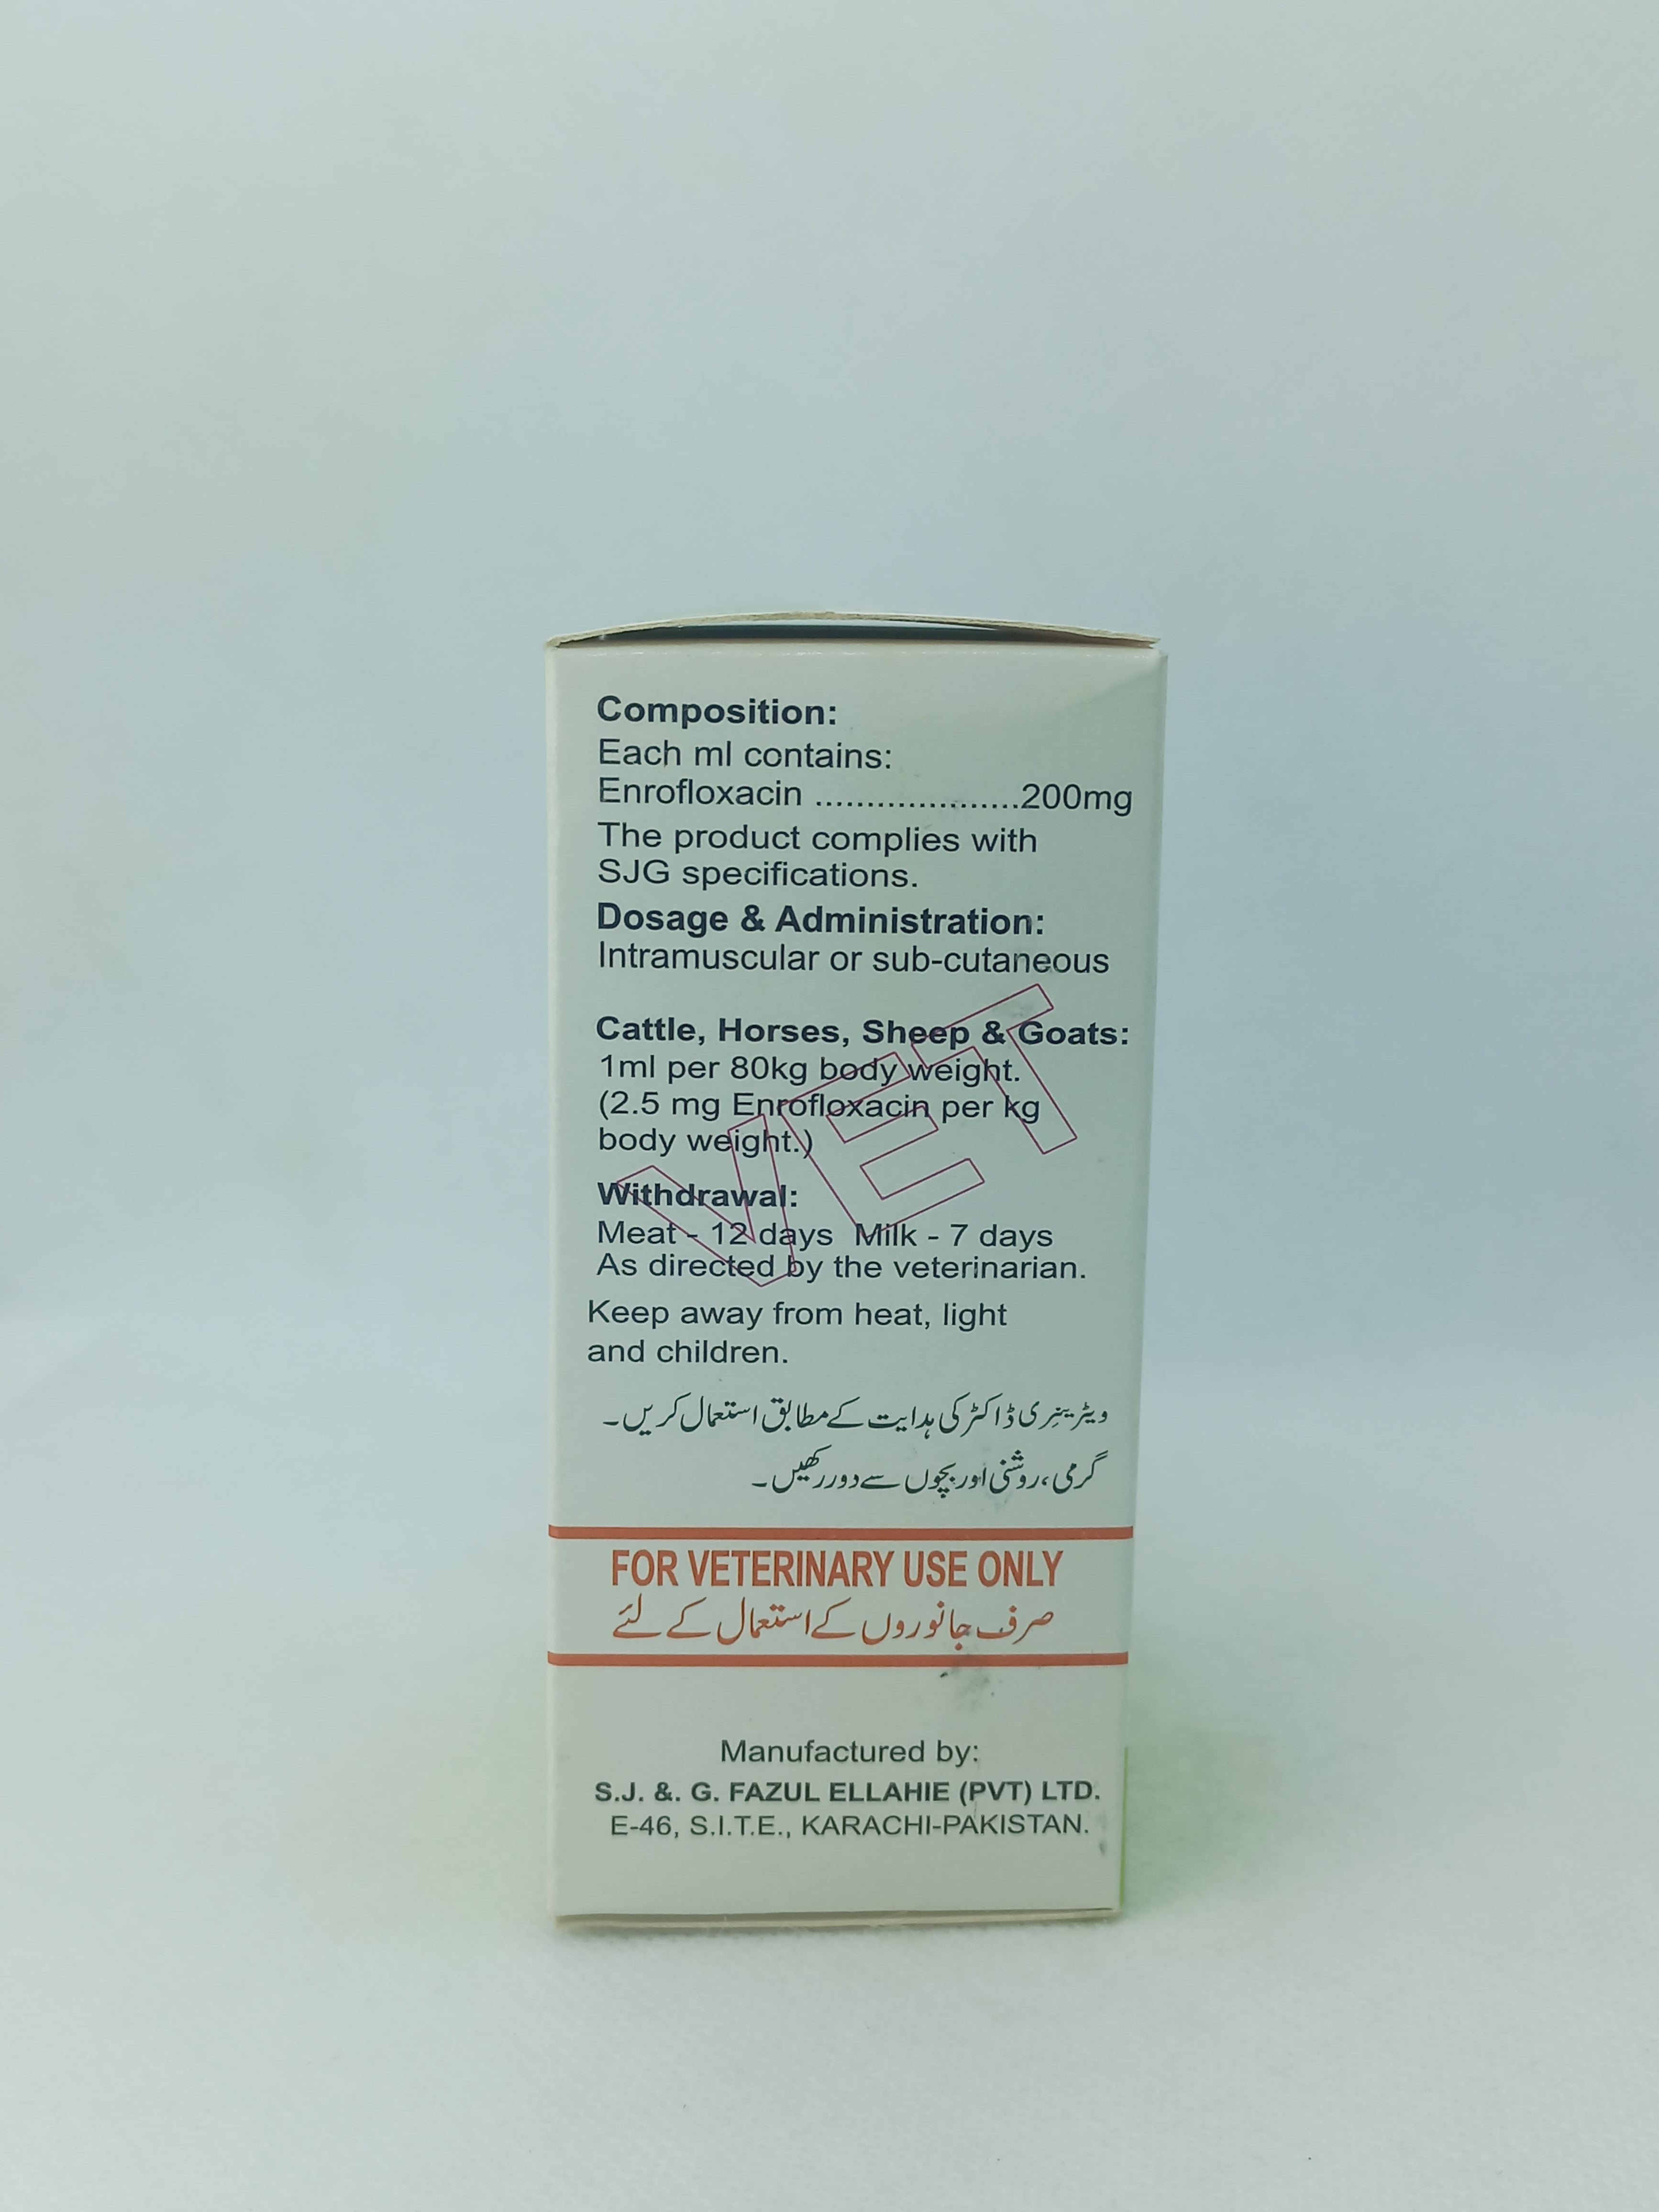 Composition:
Each ml contains:
Enrofloxacin ....................200mg
The product complies with
SJG specifications.
Dosage & Administration:
Intramuscular or sub-cutaneous
Cattle, Horses, Sheep & Goats:
1ml per 80kg body weight.
(2.5 mg Enrofloxacin per kg
body weight.)
VET
Withdrawal:
Meat - 12 days  Milk - 7 days
As directed by the veterinarian.
Keep away from heat, light
and children.
ویٹرینری ڈاکٹر کی ہدایت کے مطابق استعمال کریں۔
گرمی، روشنی اور بچوں سے دور رکھیں۔
FOR VETERINARY USE ONLY
صرف جانوروں کے استعمال کے لئے
Manufactured by:
S.J. &. G. FAZUL ELLAHIE (PVT) LTD.
E-46, S.I.T.E., KARACHI-PAKISTAN.